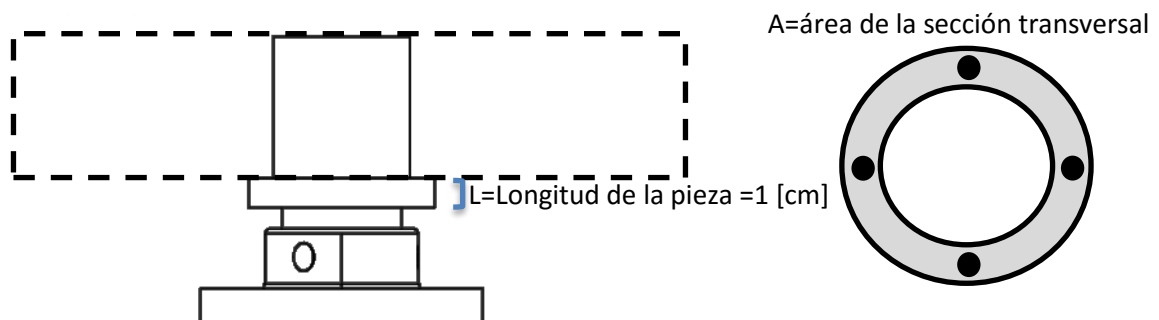 A=área de la sección transversal
L=Longitud de la pieza =1 [cm]